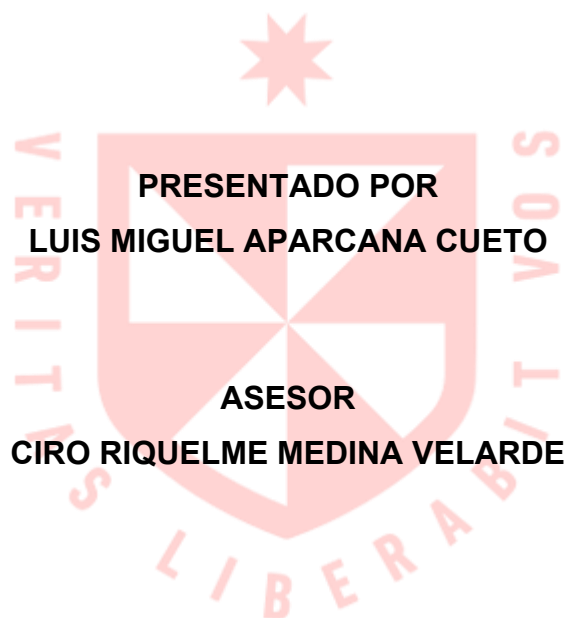 PRESENTADO POR
LUIS MIGUEL APARCANA CUETO
ASESOR
CIRO RIQUELME MEDINA VELARDE
VERITAS LIBERABIT VOS